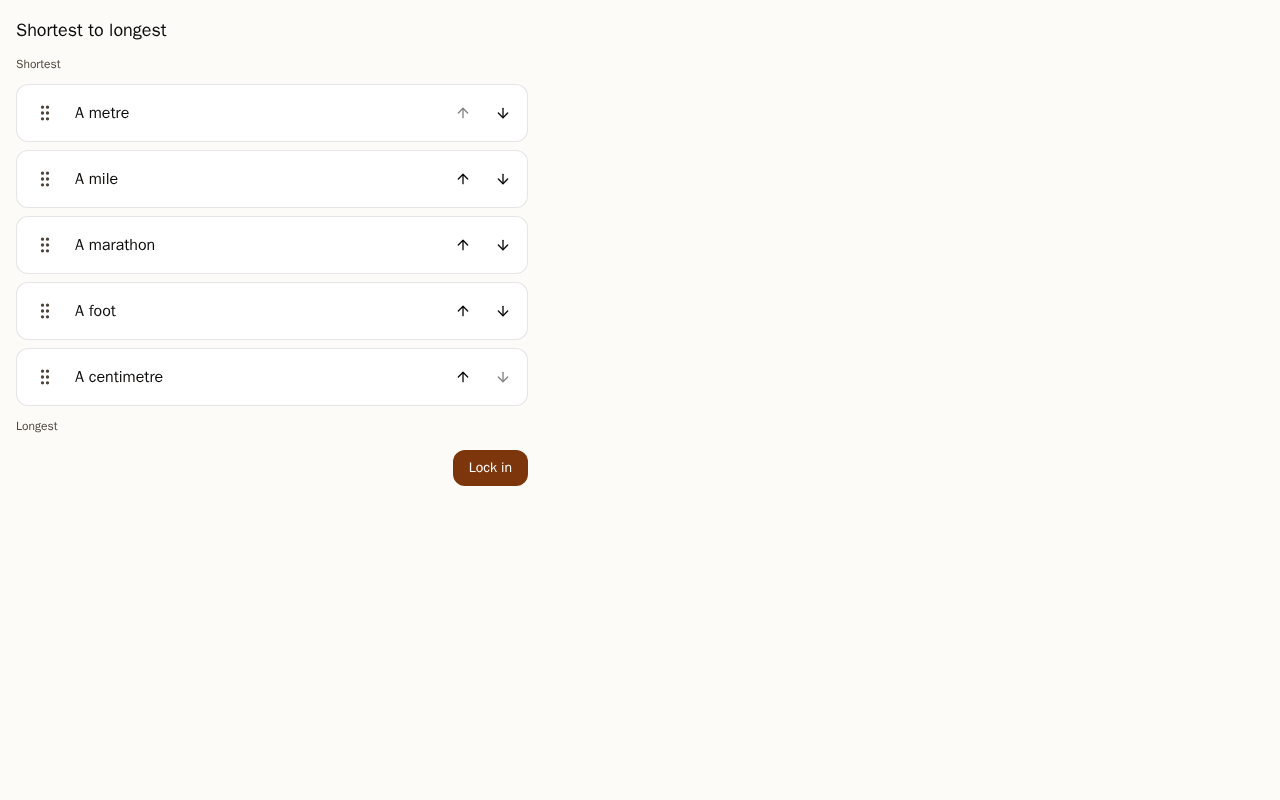 Shortest to longest
Shortest
A metre
A mile
A marathon
A foot
A centimetre
Longest
Lock in